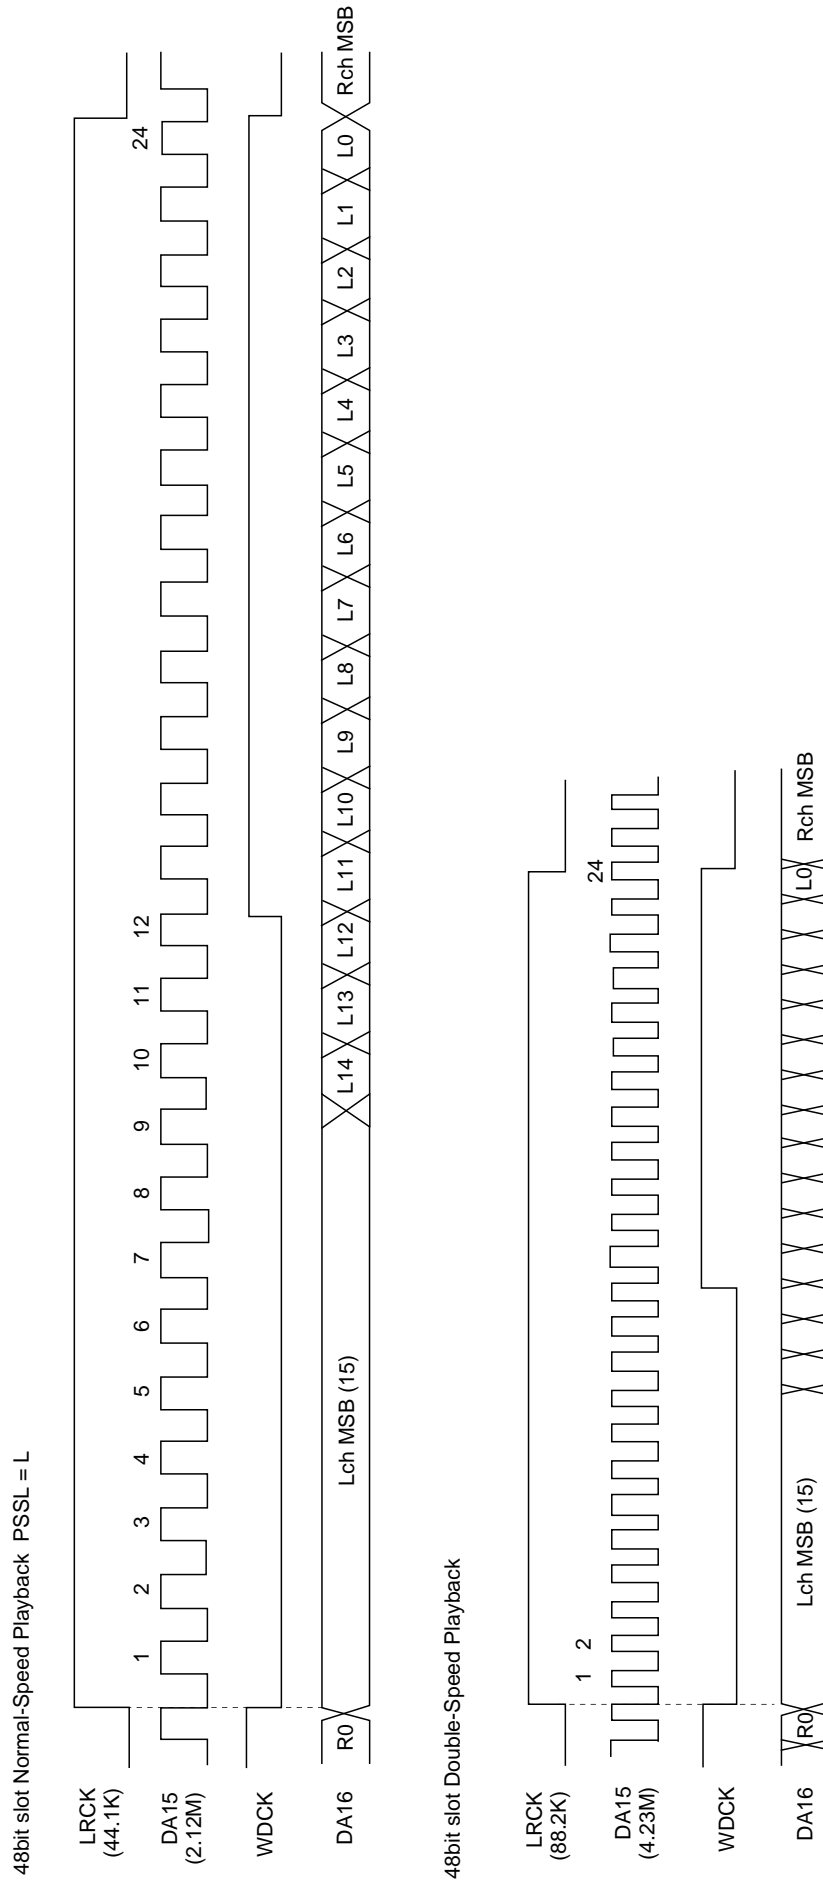 48bit slot Normal-Speed Playback PSSL = L
LRCK
(44.1K)
1 2 3 4 5 6 7 8 9 10 11 12 24
DA15
(2.12M)
WDCK
DA16
R0 Lch MSB (15) L14 L13 L12 L11 L10 L9 L8 L7 L6 L5 L4 L3 L2 L1 L0 Rch MSB
48bit slot Double-Speed Playback
LRCK
(88.2K)
1 2 24
DA15
(4.23M)
WDCK
DA16
R0 Lch MSB (15) L0 Rch MSB